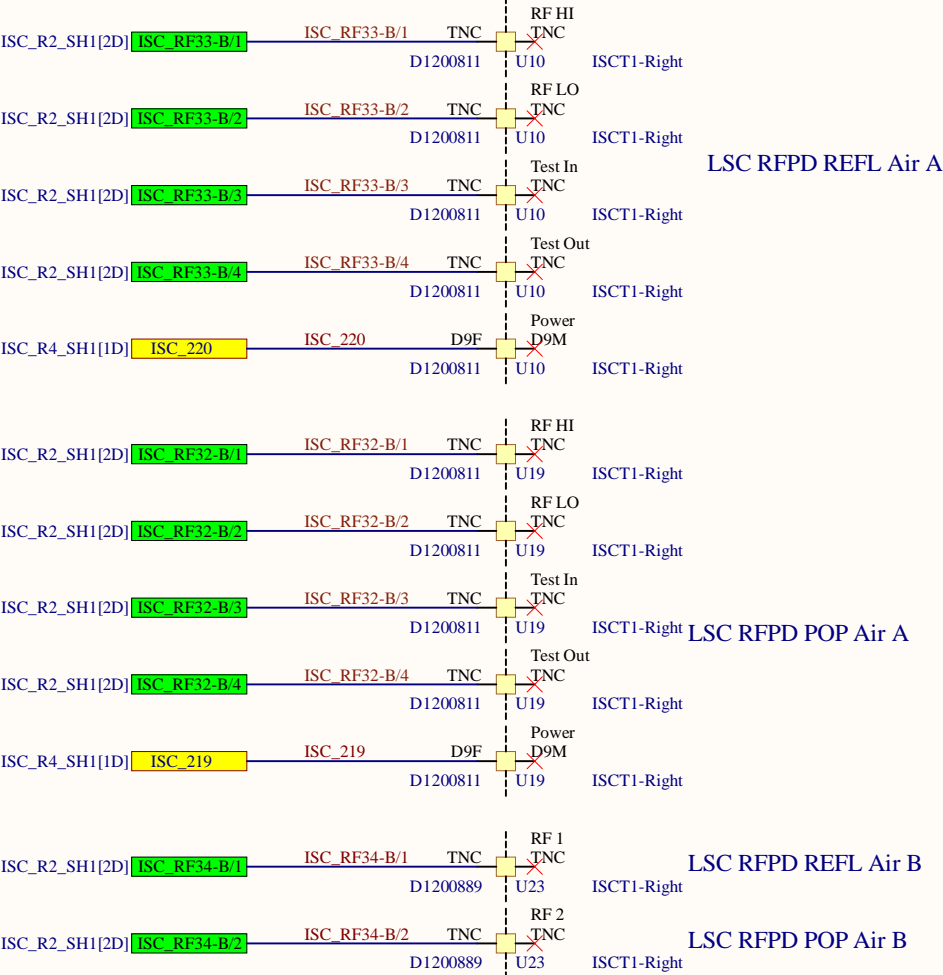 RF HI
ISC_R2_SH1[2D] ISC_RF33-B/1 ISC_RF33-B/1 TNC TNC
D1200811 U10 ISCT1-Right
RF LO
ISC_R2_SH1[2D] ISC_RF33-B/2 ISC_RF33-B/2 TNC TNC
D1200811 U10 ISCT1-Right
LSC RFPD REFL Air A
Test In
ISC_R2_SH1[2D] ISC_RF33-B/3 ISC_RF33-B/3 TNC TNC
D1200811 U10 ISCT1-Right
Test Out
ISC_R2_SH1[2D] ISC_RF33-B/4 ISC_RF33-B/4 TNC TNC
D1200811 U10 ISCT1-Right
Power
ISC_R4_SH1[1D] ISC_220 ISC_220 D9F D9M
D1200811 U10 ISCT1-Right
RF HI
ISC_R2_SH1[2D] ISC_RF32-B/1 ISC_RF32-B/1 TNC TNC
D1200811 U19 ISCT1-Right
RF LO
ISC_R2_SH1[2D] ISC_RF32-B/2 ISC_RF32-B/2 TNC TNC
D1200811 U19 ISCT1-Right
Test In
ISC_R2_SH1[2D] ISC_RF32-B/3 ISC_RF32-B/3 TNC TNC
D1200811 U19 ISCT1-Right LSC RFPD POP Air A
Test Out
ISC_R2_SH1[2D] ISC_RF32-B/4 ISC_RF32-B/4 TNC TNC
D1200811 U19 ISCT1-Right
Power
ISC_R4_SH1[1D] ISC_219 ISC_219 D9F D9M
D1200811 U19 ISCT1-Right
RF 1
ISC_R2_SH1[2D] ISC_RF34-B/1 ISC_RF34-B/1 TNC TNC LSC RFPD REFL Air B
D1200889 U23 ISCT1-Right
RF 2
ISC_R2_SH1[2D] ISC_RF34-B/2 ISC_RF34-B/2 TNC TNC LSC RFPD POP Air B
D1200889 U23 ISCT1-Right